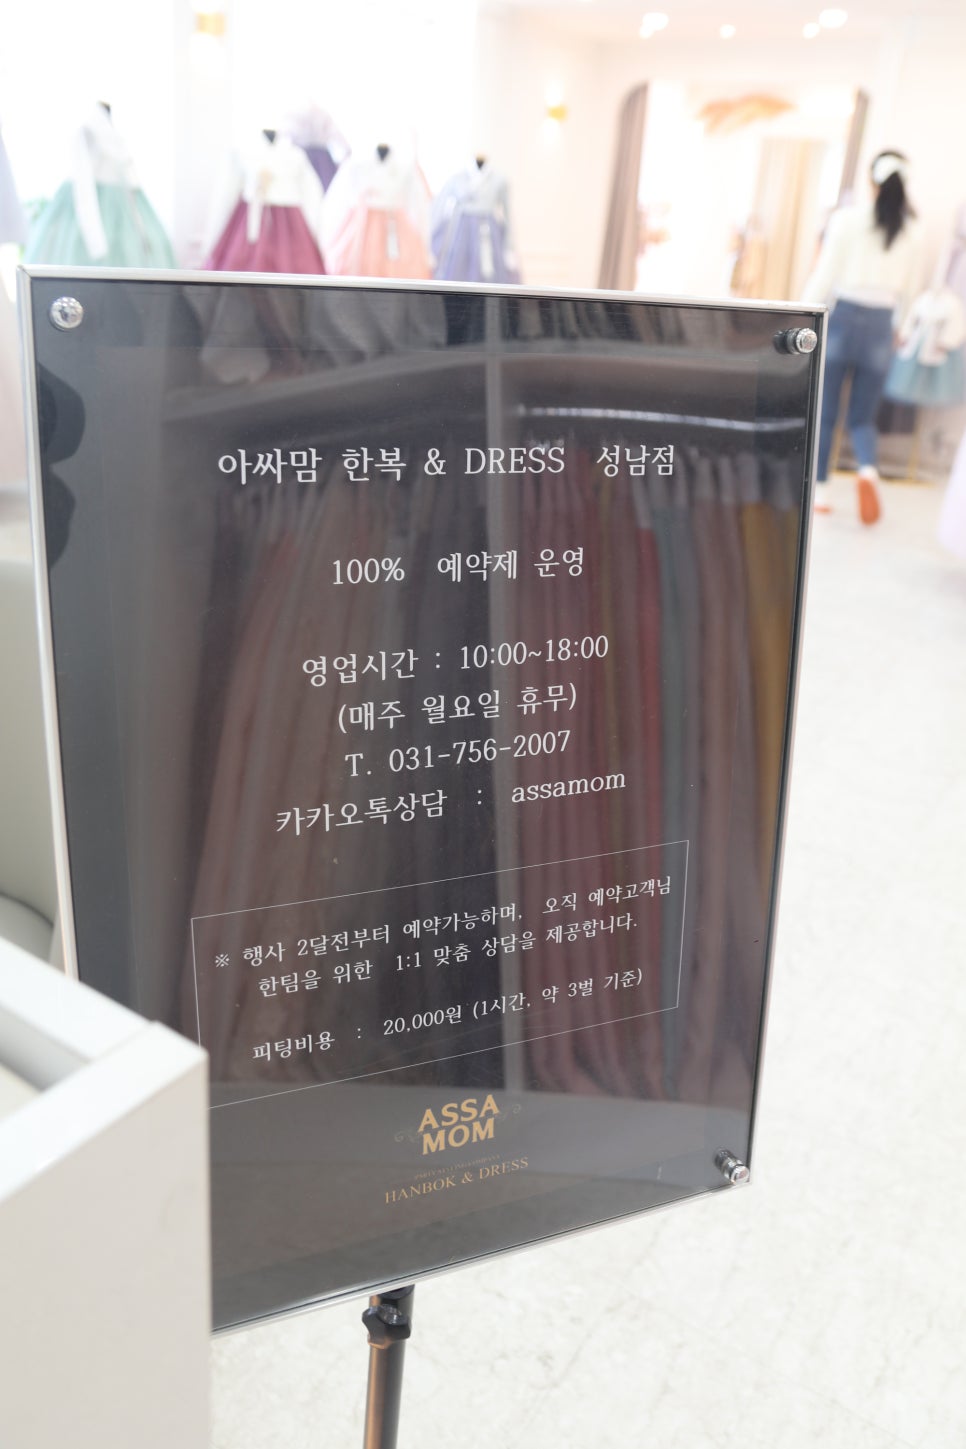 아싸맘 한복 & DRESS 성남점
100% 예약제 운영
영업시간 : 10:00~18:00
(매주 월요일 휴무)
T. 031-756-2007
카카오톡상담 : assamom
※ 행사 2달전부터 예약가능하며, 오직 예약고객님
한팀을 위한 1:1 맞춤 상담을 제공합니다.
피팅비용 : 20,000원 (1시간, 약 3벌 기준)
ASSA
MOM
HANBOK & DRESS